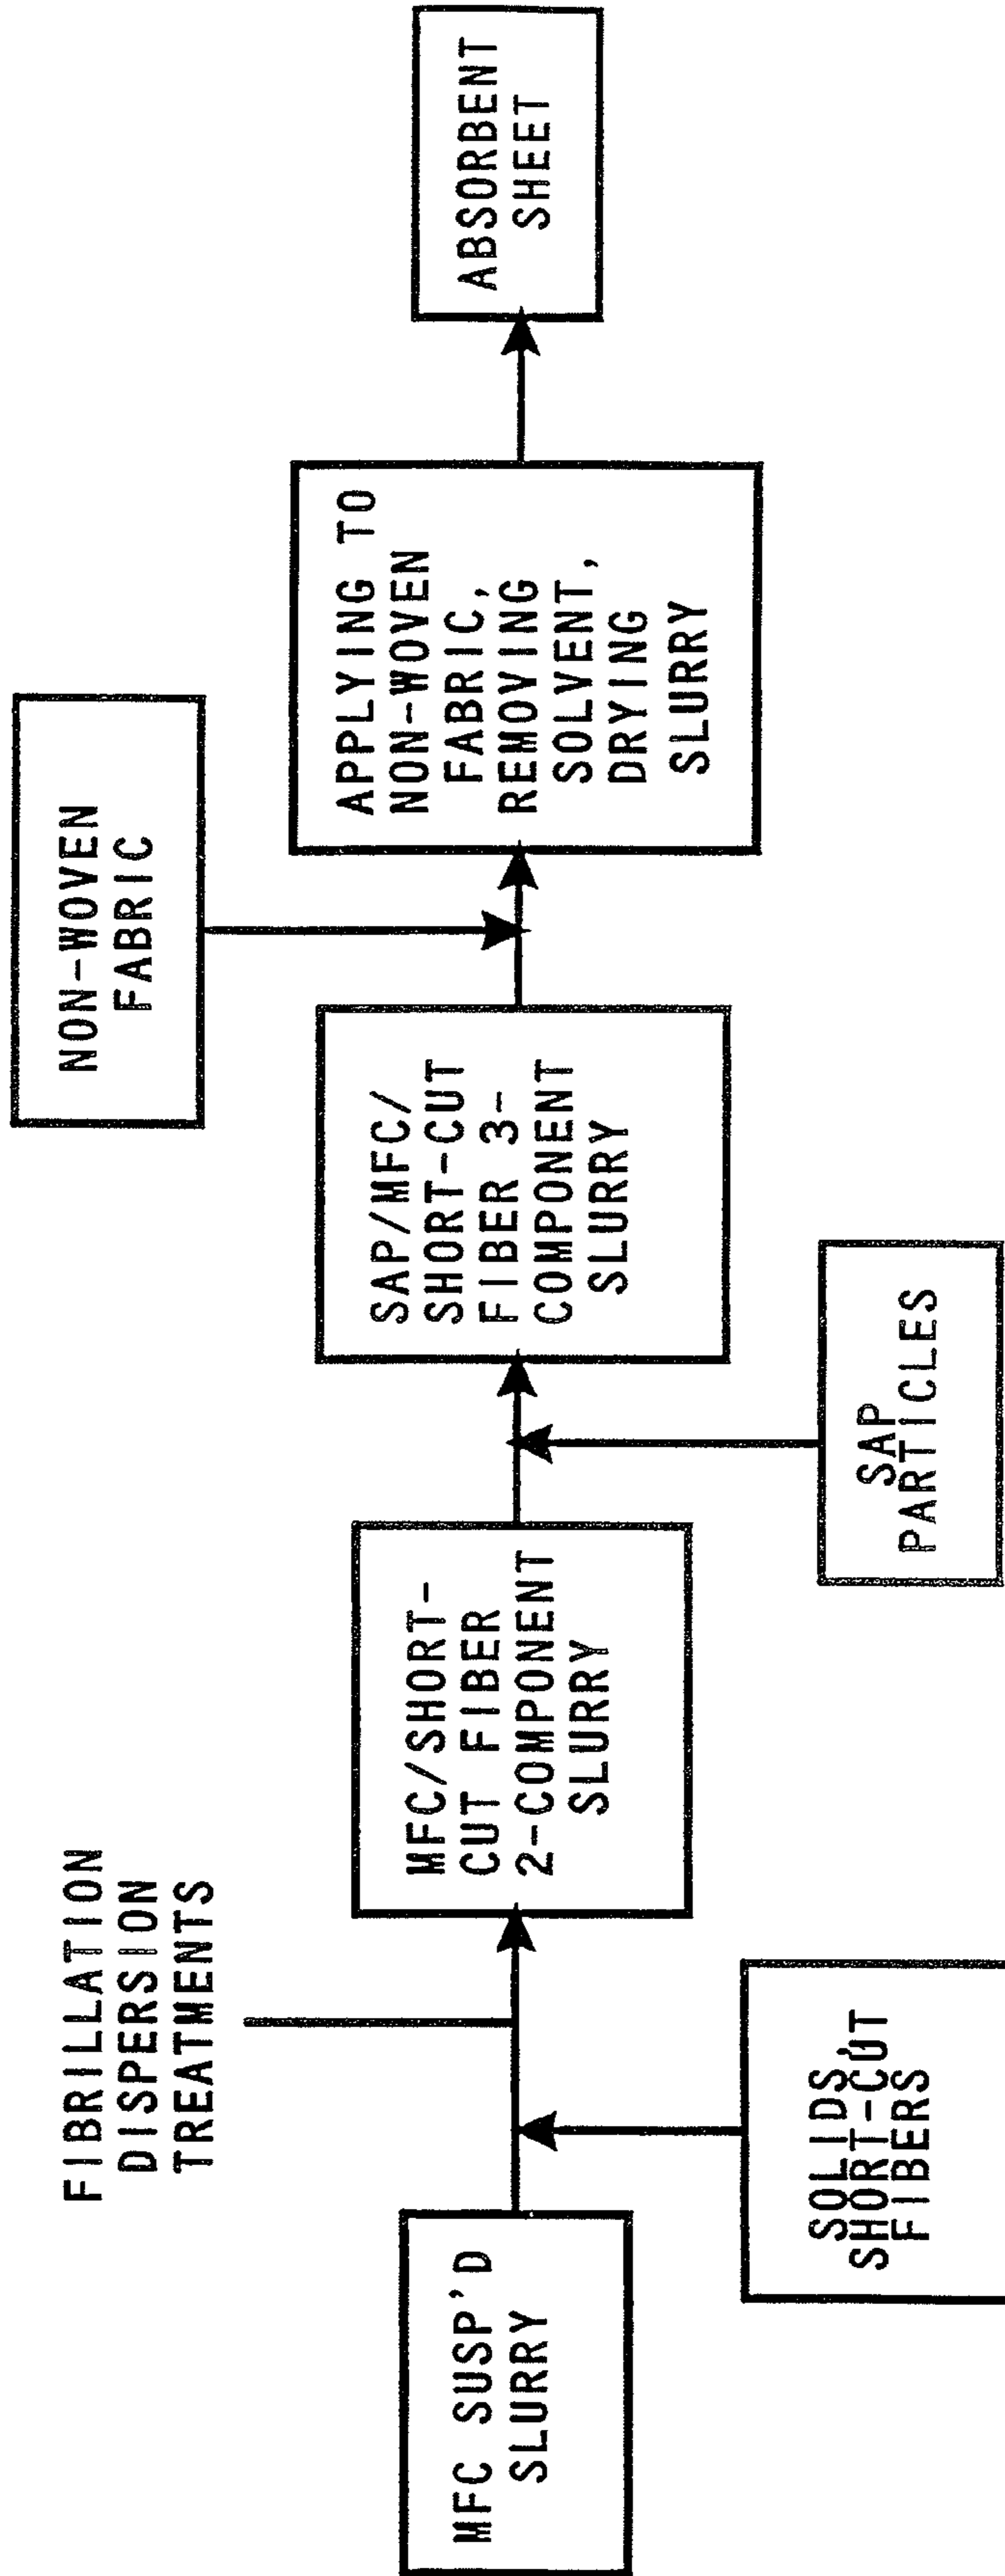 FIBRILLATION
DISPERSION
TREATMENTS
NON-WOVEN
FABRIC
MFC SUSP'D
SLURRY
MFC/SHORT-
CUT FIBER
2-COMPONENT
SLURRY
SAP/MFC/
SHORT-CUT
FIBER 3-
COMPONENT
SLURRY
APPLYING TO
NON-WOVEN
FABRIC,
REMOVING
SOLVENT,
DRYING
SLURRY
ABSORBENT
SHEET
SOLIDS,
SHORT-CUT
FIBERS
SAP
PARTICLES